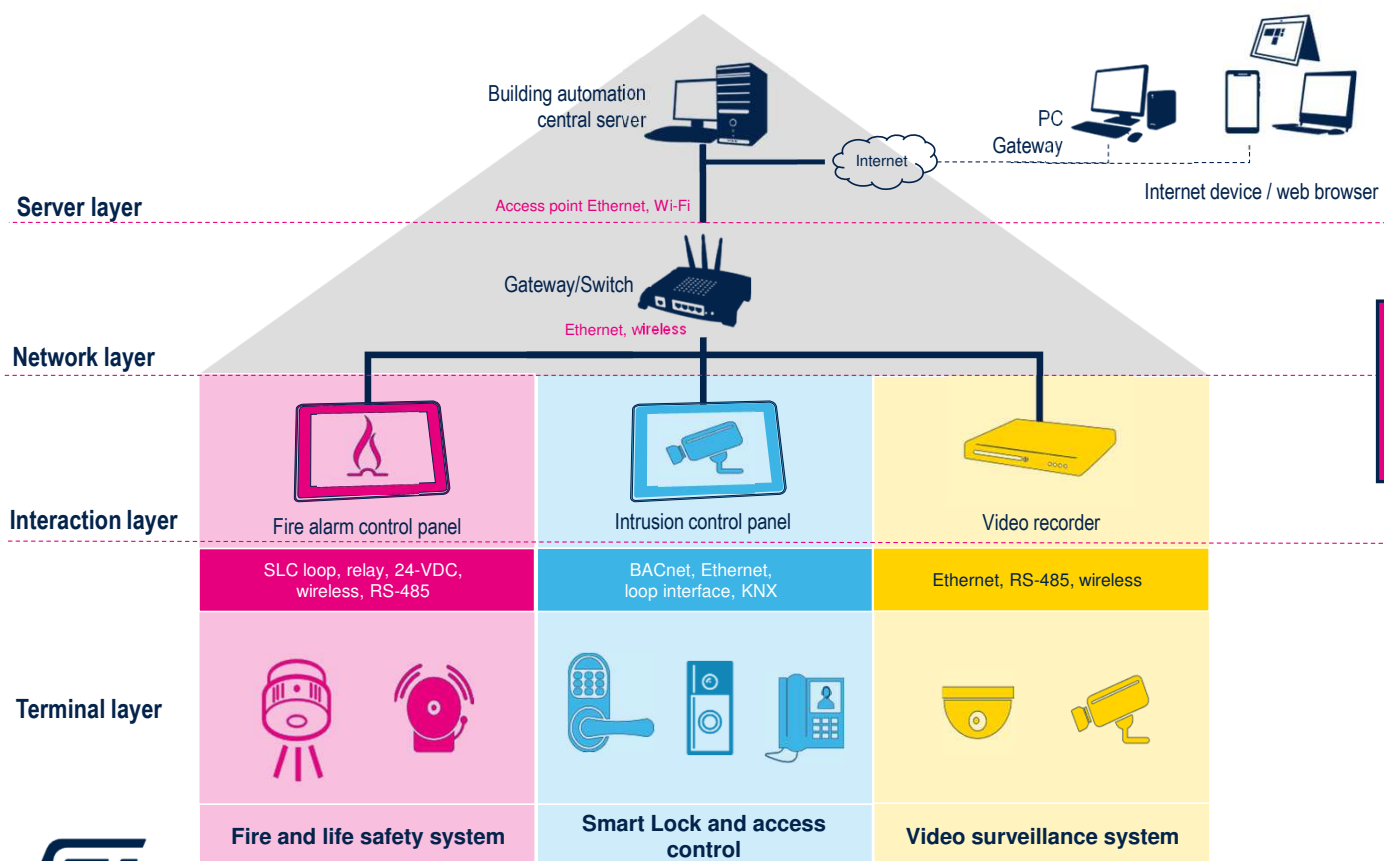 Building automation
central server
PC
Gateway
Internet
Internet device / web browser
Server layer
Access point Ethernet, Wi-Fi
Gateway/Switch
Ethernet, wireless
Network layer
Interaction layer
Fire alarm control panel
Intrusion control panel
Video recorder
SLC loop, relay, 24-VDC,
wireless, RS-485
BACnet, Ethernet,
loop interface, KNX
Ethernet, RS-485, wireless
Terminal layer
Fire and life safety system
Smart Lock and access
control
Video surveillance system